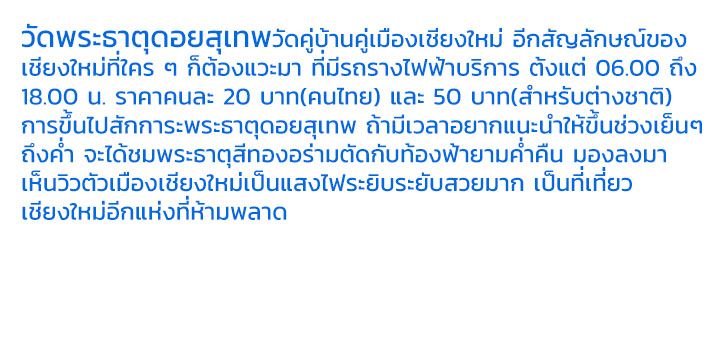 วัดพระธาตุดอยสุเทพวัดคู่บ้านคู่เมืองเชียงใหม่ อีกสัญลักษณ์ของ
เชียงใหม่ที่ใคร ๆ ก็ต้องแวะมา ที่มีรถรางไฟฟ้าบริการ ตั้งแต่ 06.00 ถึง
18.00 น. ราคาคนละ 20 บาท(คนไทย) และ 50 บาท(สำหรับต่างชาติ)
การขึ้นไปสักการะพระธาตุดอยสุเทพ ถ้ามีเวลาอยากแนะนำให้ขึ้นช่วงเย็นๆ
ถึงค่ำ จะได้ชมพระธาตุสีทองอร่ามตัดกับท้องฟ้ายามค่ำคืน มองลงมา
เห็นวิวตัวเมืองเชียงใหม่เป็นแสงไฟระยิบระยับสวยมาก เป็นที่เที่ยว
เชียงใหม่อีกแห่งที่ห้ามพลาด